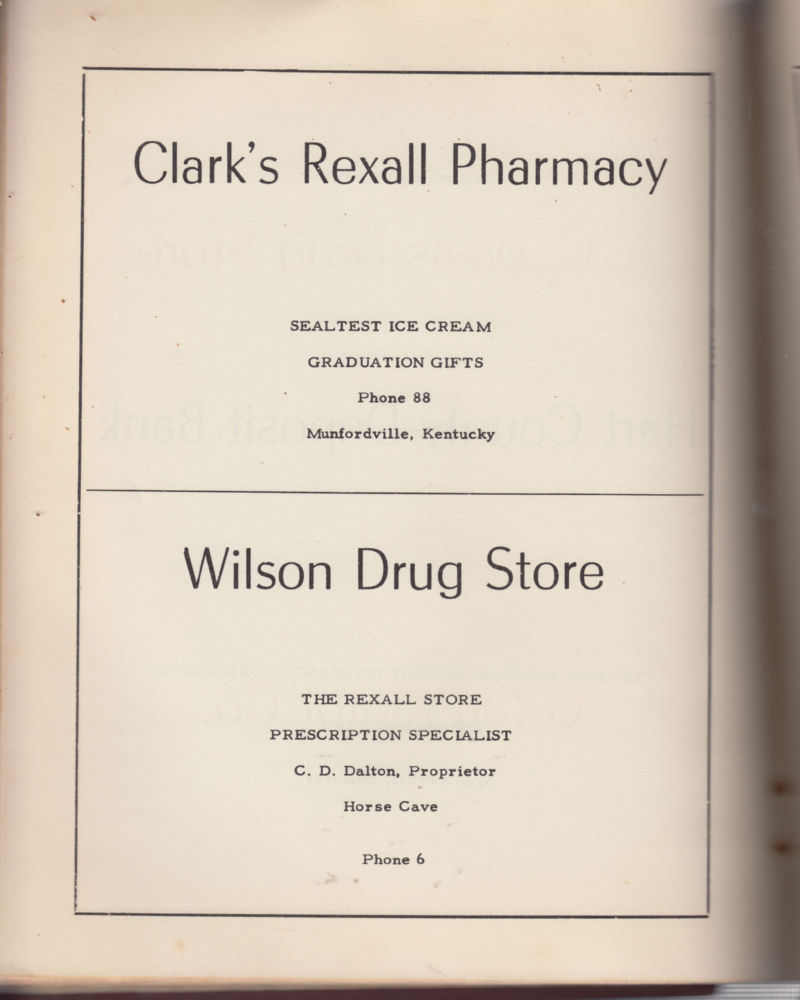 Clark's Rexall Pharmacy
SEALTEST ICE CREAM
GRADUATION GIFTS
Phone 88
Munfordville, Kentucky
Wilson Drug Store
THE REXALL STORE
PRESCRIPTION SPECIALIST
C. D. Dalton, Proprietor
Horse Cave
Phone 6